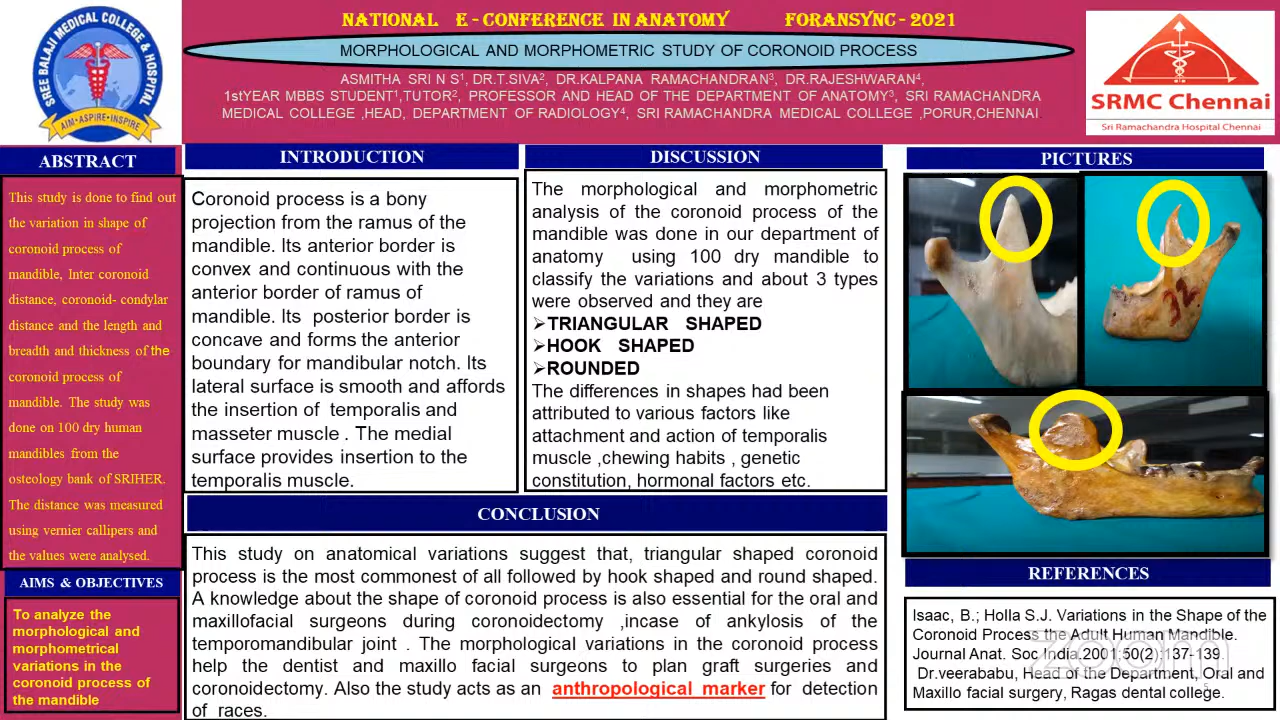 SREE BALAJI MEDICAL COLLEGE & HOSPITAL
AIM - ASPIRE - INSPIRE
NATIONAL E - CONFERENCE IN ANATOMY FORANSYNC - 2021
MORPHOLOGICAL AND MORPHOMETRIC STUDY OF CORONOID PROCESS
ASMITHA SRI N S¹, DR.T.SIVA², DR.KALPANA RAMACHANDRAN³, DR.RAJESHWARAN⁴,
1stYEAR MBBS STUDENT¹,TUTOR², PROFESSOR AND HEAD OF THE DEPARTMENT OF ANATOMY³, SRI RAMACHANDRA
MEDICAL COLLEGE ,HEAD, DEPARTMENT OF RADIOLOGY⁴, SRI RAMACHANDRA MEDICAL COLLEGE ,PORUR,CHENNAI.
SRMC Chennai
Sri Ramachandra Hospital Chennai
ABSTRACT
This study is done to find out
the variation in shape of
coronoid process of
mandible, Inter coronoid
distance, coronoid- condylar
distance and the length and
breadth and thickness of the
coronoid process of
mandible. The study was
done on 100 dry human
mandibles from the
osteology bank of SRIHER.
The distance was measured
using vernier callipers and
the values were analysed.
AIMS & OBJECTIVES
To analyze the
morphological and
morphometrical
variations in the
coronoid process of
the mandible
INTRODUCTION
Coronoid process is a bony
projection from the ramus of the
mandible. Its anterior border is
convex and continuous with the
anterior border of ramus of
mandible. Its posterior border is
concave and forms the anterior
boundary for mandibular notch. Its
lateral surface is smooth and affords
the insertion of temporalis and
masseter muscle . The medial
surface provides insertion to the
temporalis muscle.
DISCUSSION
The morphological and morphometric
analysis of the coronoid process of the
mandible was done in our department of
anatomy using 100 dry mandible to
classify the variations and about 3 types
were observed and they are
➢TRIANGULAR SHAPED
➢HOOK SHAPED
➢ROUNDED
The differences in shapes had been
attributed to various factors like
attachment and action of temporalis
muscle ,chewing habits , genetic
constitution, hormonal factors etc.
CONCLUSION
This study on anatomical variations suggest that, triangular shaped coronoid
process is the most commonest of all followed by hook shaped and round shaped.
A knowledge about the shape of coronoid process is also essential for the oral and
maxillofacial surgeons during coronoidectomy ,incase of ankylosis of the
temporomandibular joint . The morphological variations in the coronoid process
help the dentist and maxillo facial surgeons to plan graft surgeries and
coronoidectomy. Also the study acts as an anthropological marker for detection
of races.
PICTURES
72
REFERENCES
Isaac, B.; Holla S.J. Variations in the Shape of the
Coronoid Process the Adult Human Mandible.
Journal Anat. Soc India.2001;50(2):137-139
Dr.veerababu, Head of the Department, Oral and
Maxillo facial surgery, Ragas dental college.
zoom
5